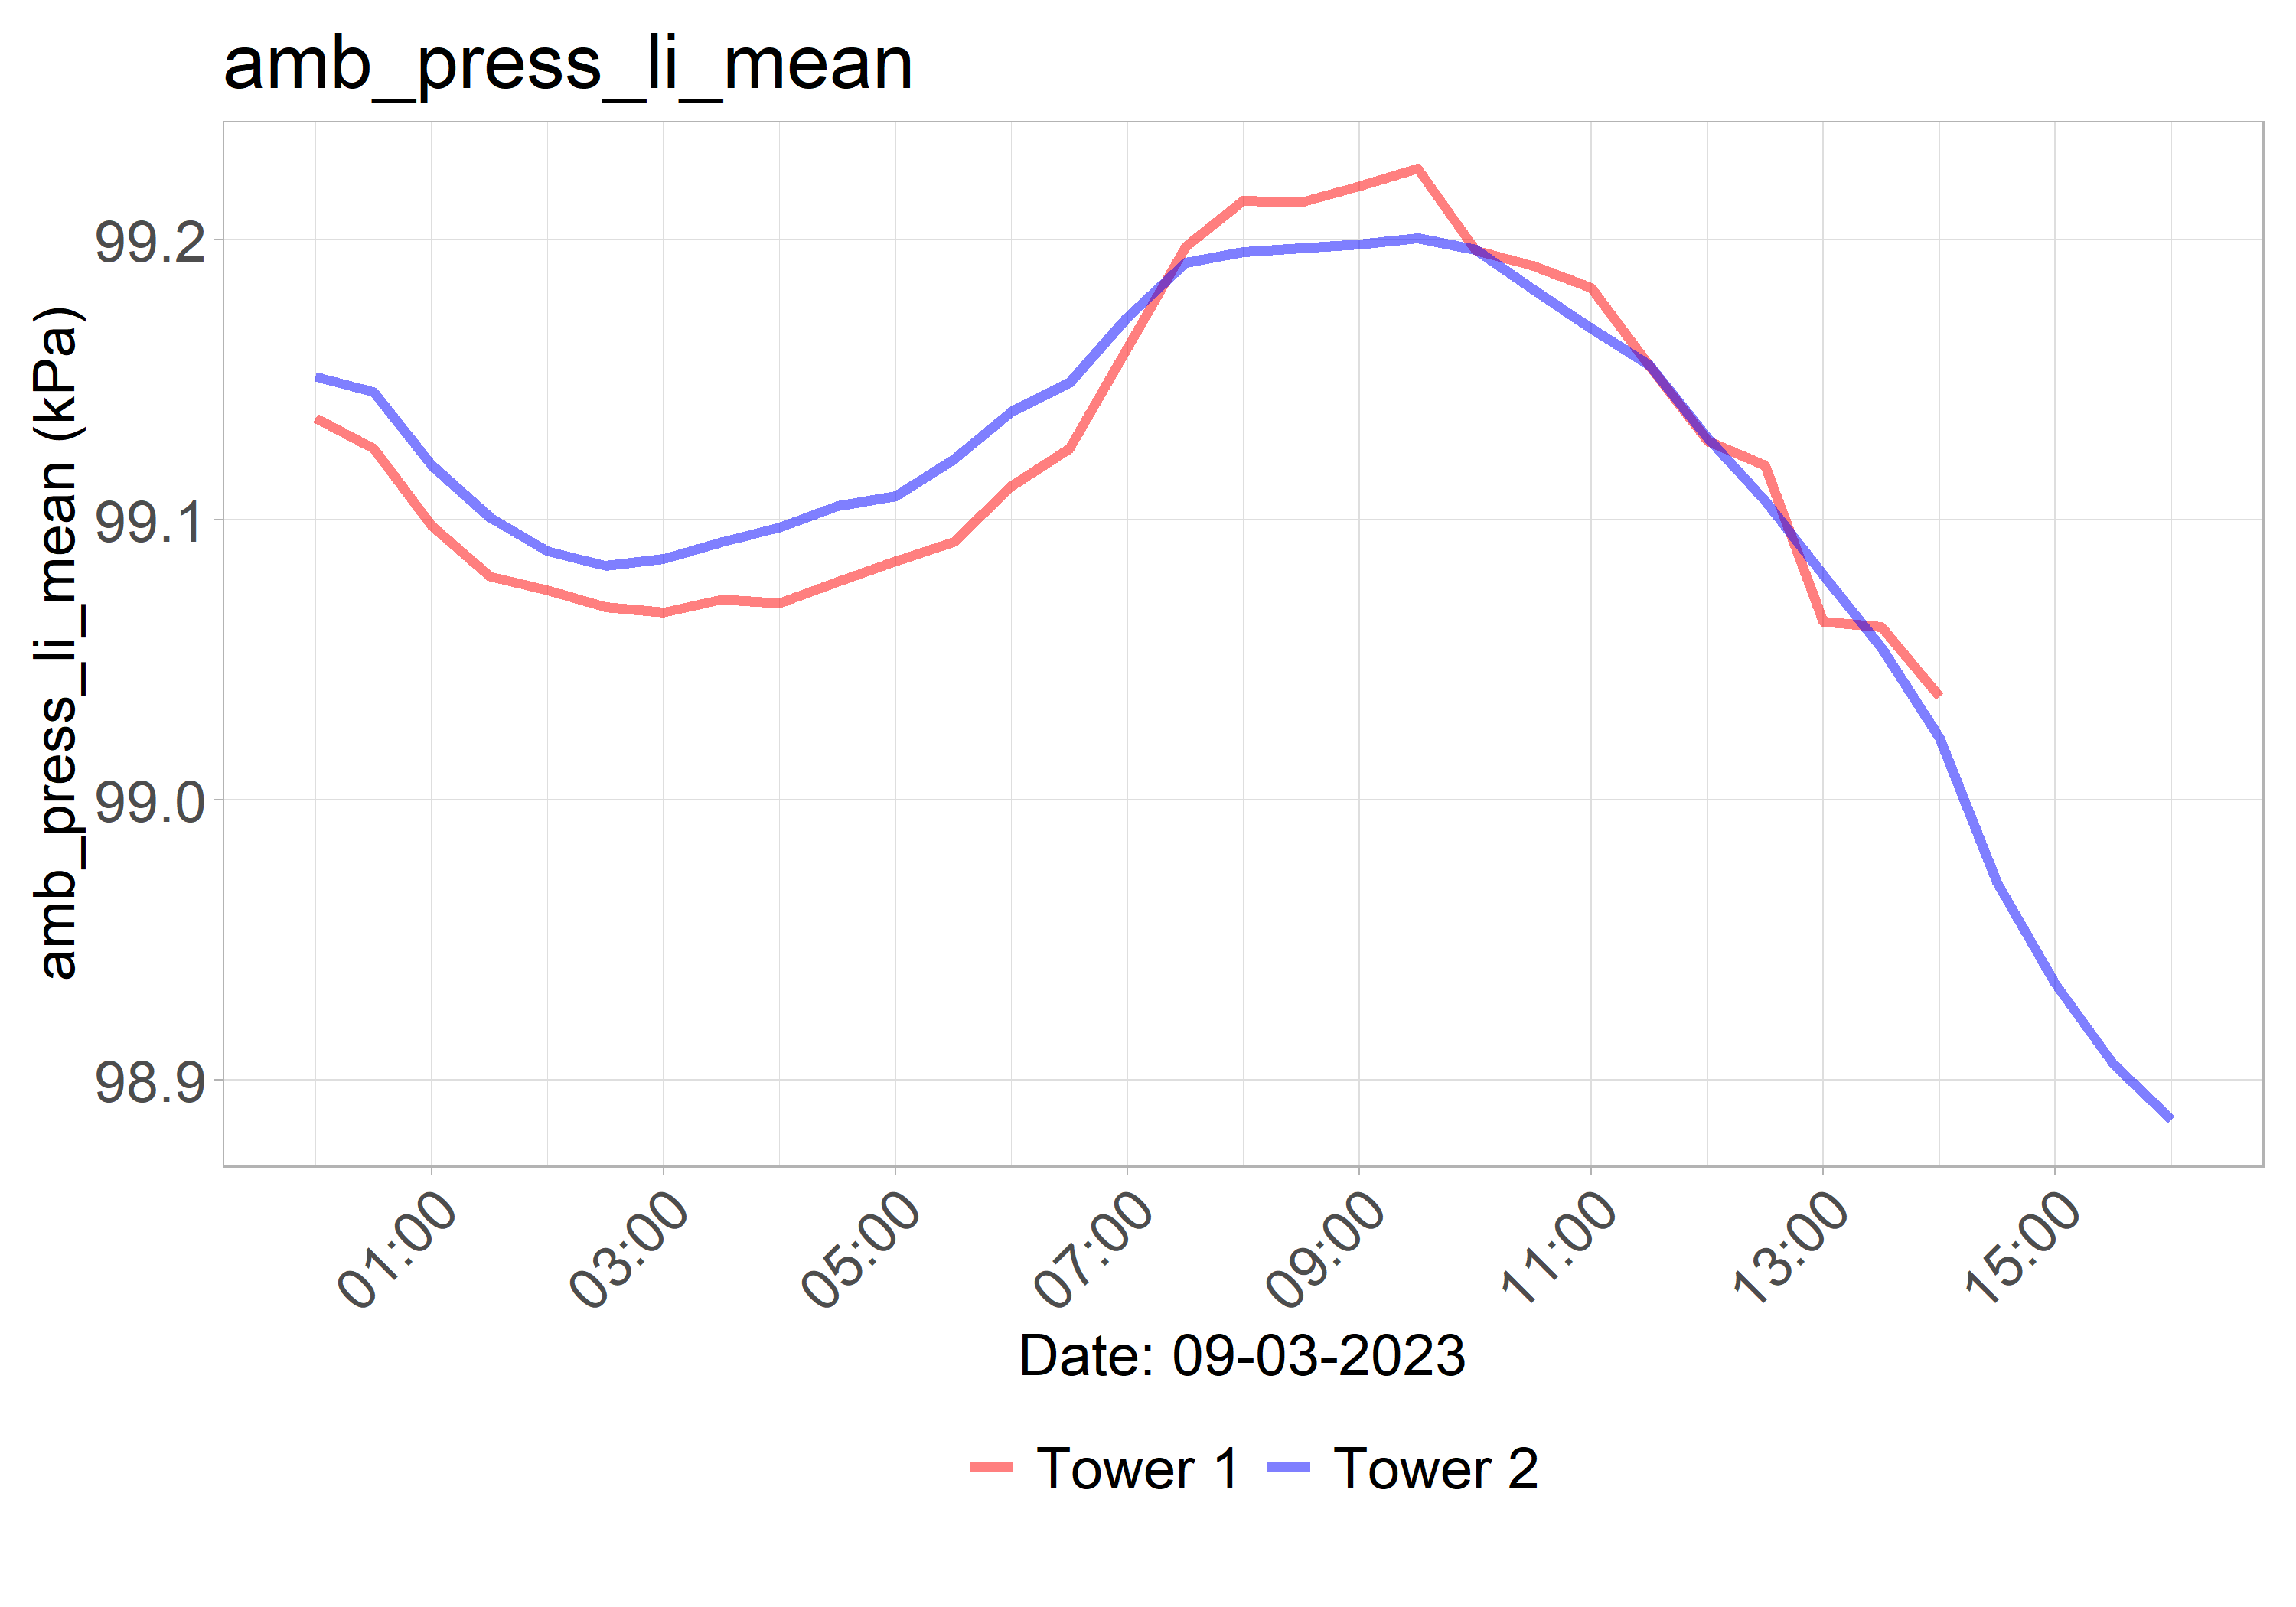 amb_press_li_mean
amb_press_li_mean (kPa)
99.2
99.1
99.0
98.9
01:00
03:00
05:00
07:00
09:00
11:00
13:00
15:00
Date: 09-03-2023
Tower 1
Tower 2